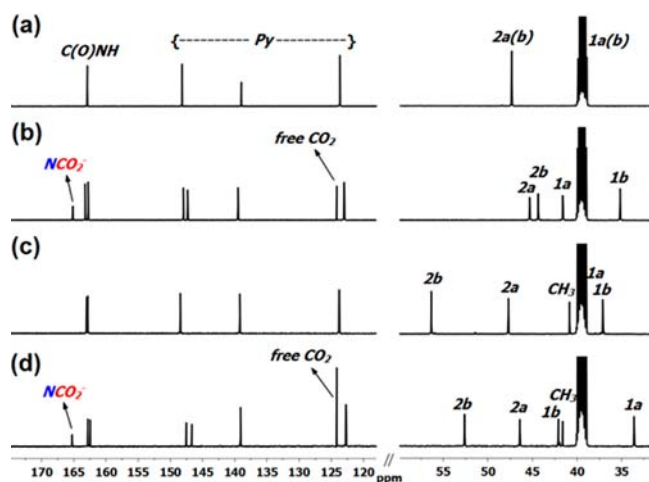 (a)
C(O)NH
{------------ Py ------------}
2a(b)
1a(b)
(b)
NCO₂⁻
free CO₂
2a
2b
1a
1b
(c)
2b
2a
CH₃
1a
1b
(d)
NCO₂⁻
free CO₂
2b
2a
1b
CH₃
1a
170 165 160 155 150 145 140 135 130 125 120 // 55 50 45 40 35
ppm